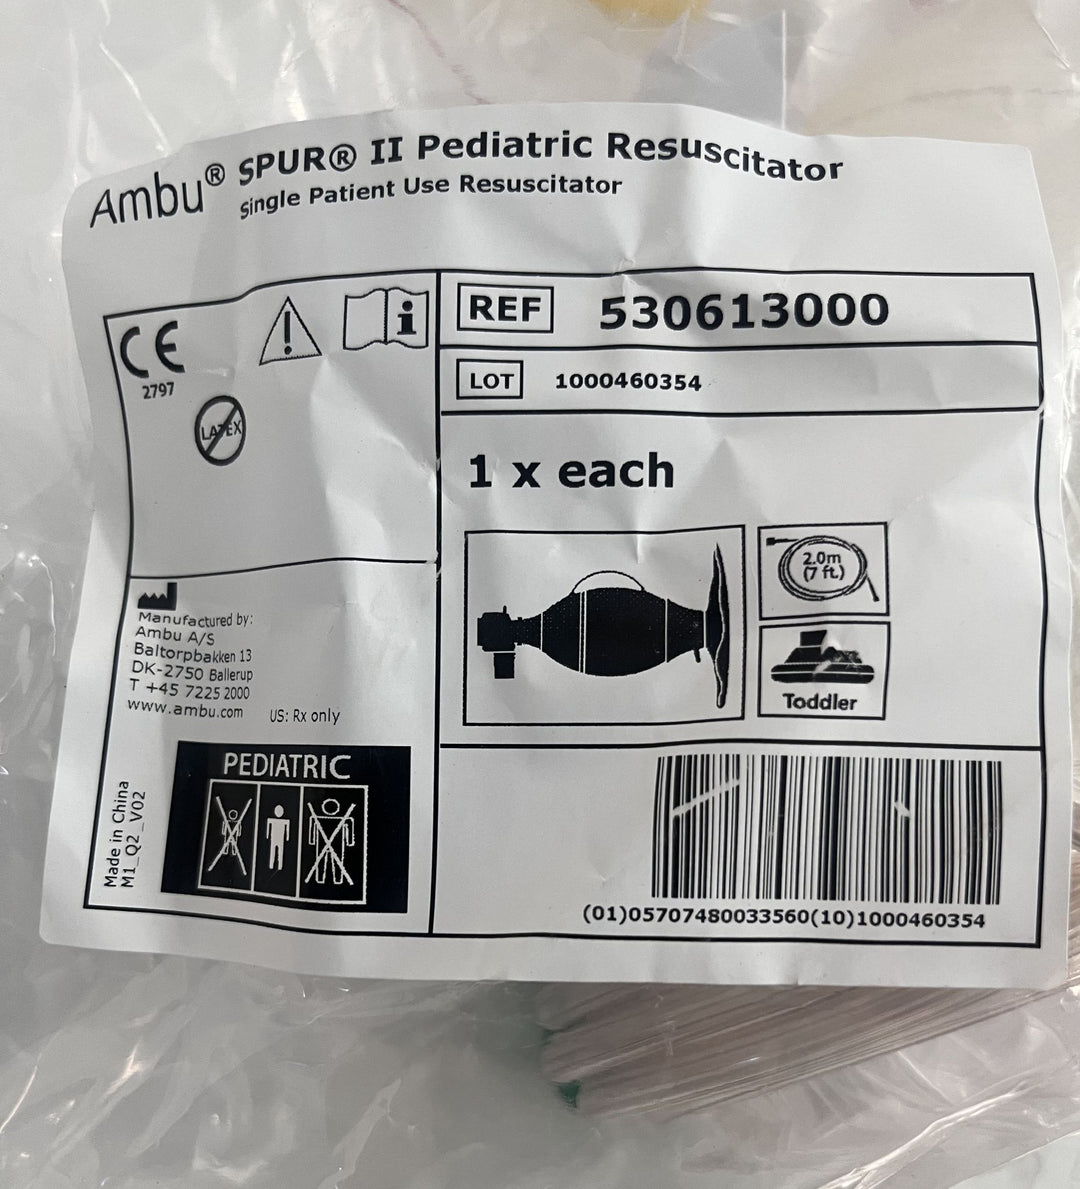 Ambu® SPUR® II Pediatric Resuscitator
Single Patient Use Resuscitator
CE
2797
LATEX
REF 530613000
LOT 1000460354
1 x each
2.0m
(7 ft.)
Toddler
Manufactured by:
Ambu A/S
Baltorpbakken 13
DK-2750 Ballerup
T +45 7225 2000
www.ambu.com US: Rx only
Made in China
M1_Q2_V02
PEDIATRIC
(01)05707480033560(10)1000460354